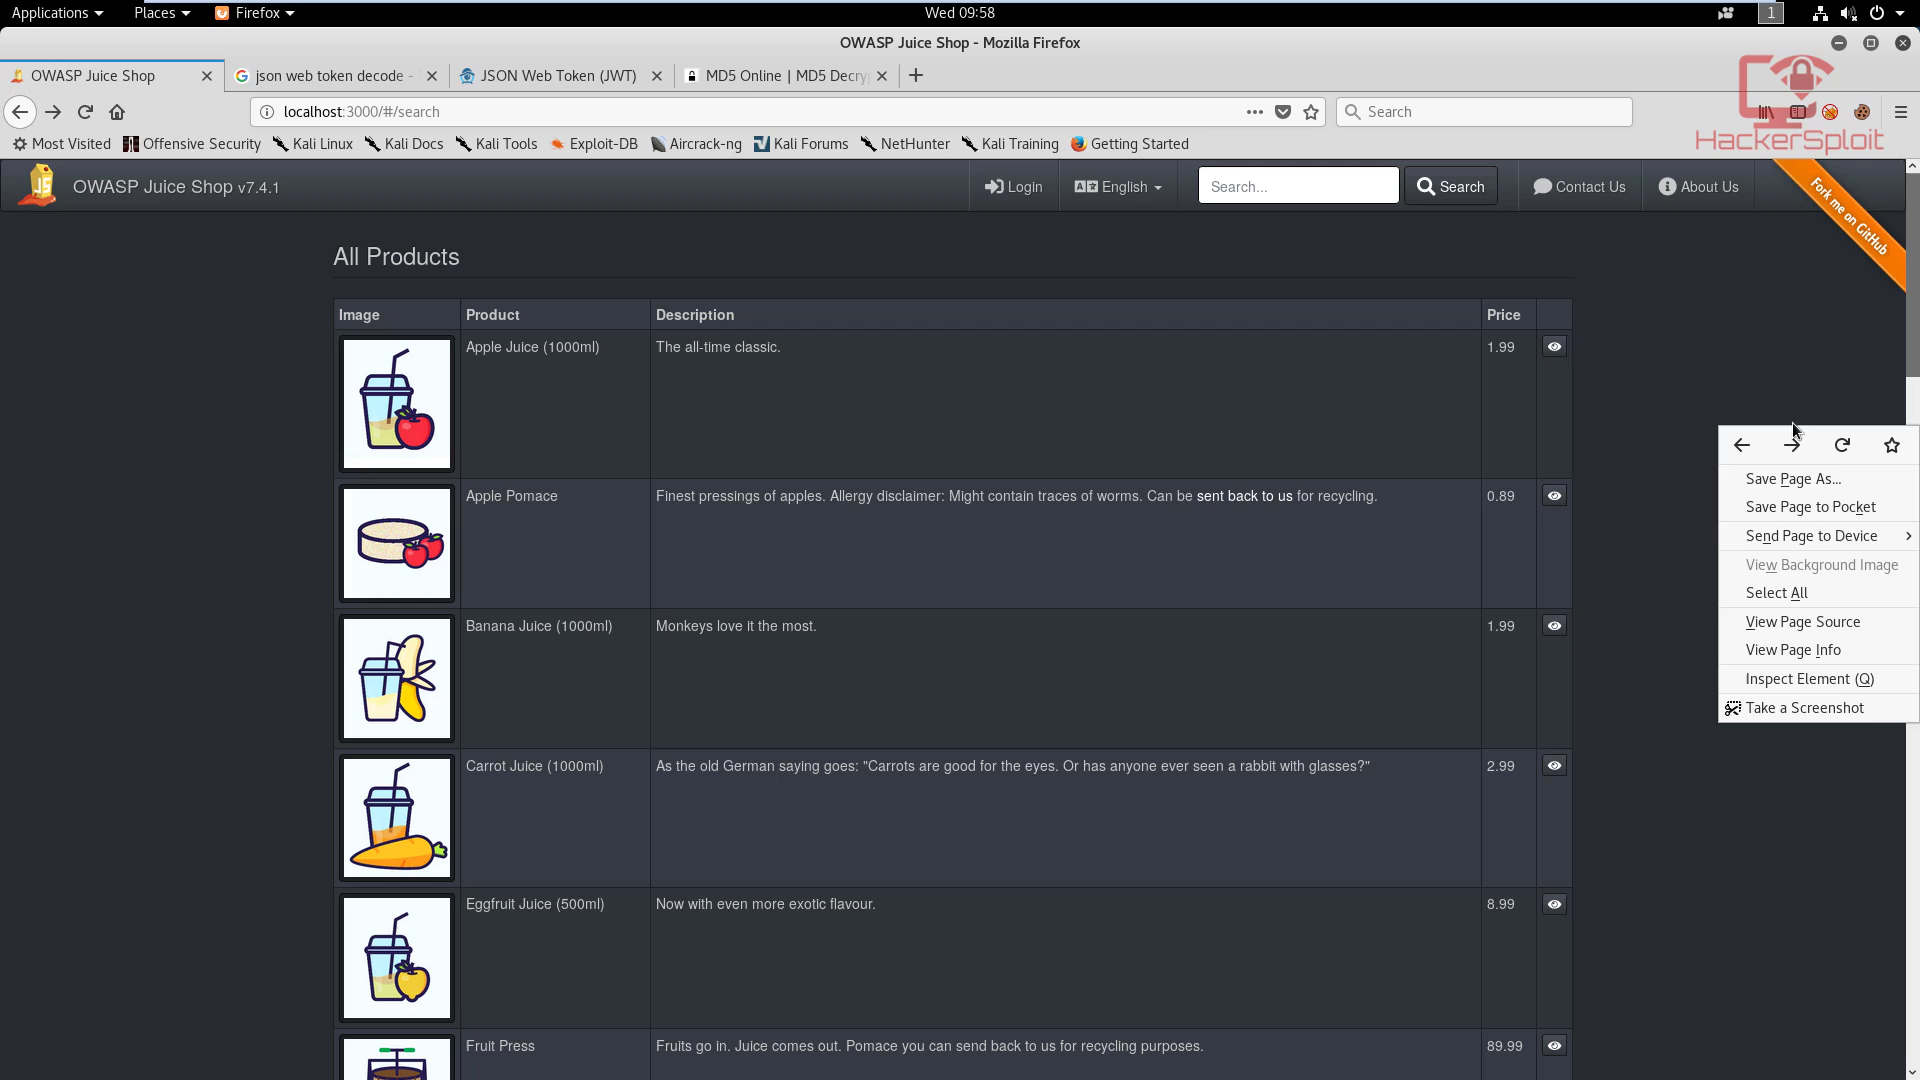 Applications Places Firefox Wed 09:58 1
OWASP Juice Shop - Mozilla Firefox
OWASP Juice Shop json web token decode - JSON Web Token (JWT) MD5 Online | MD5 Decry
localhost:3000/#/search Search
HackerSploit
Most Visited Offensive Security Kali Linux Kali Docs Kali Tools Exploit-DB Aircrack-ng Kali Forums NetHunter Kali Training Getting Started
OWASP Juice Shop v7.4.1 Login English Search... Search Contact Us About Us
Fork me on GitHub
All Products
Image Product Description Price
Apple Juice (1000ml) The all-time classic. 1.99
Apple Pomace Finest pressings of apples. Allergy disclaimer: Might contain traces of worms. Can be sent back to us for recycling. 0.89
Banana Juice (1000ml) Monkeys love it the most. 1.99
Carrot Juice (1000ml) As the old German saying goes: "Carrots are good for the eyes. Or has anyone ever seen a rabbit with glasses?" 2.99
Eggfruit Juice (500ml) Now with even more exotic flavour. 8.99
Fruit Press Fruits go in. Juice comes out. Pomace you can send back to us for recycling purposes. 89.99
Save Page As...
Save Page to Pocket
Send Page to Device
View Background Image
Select All
View Page Source
View Page Info
Inspect Element (Q)
Take a Screenshot